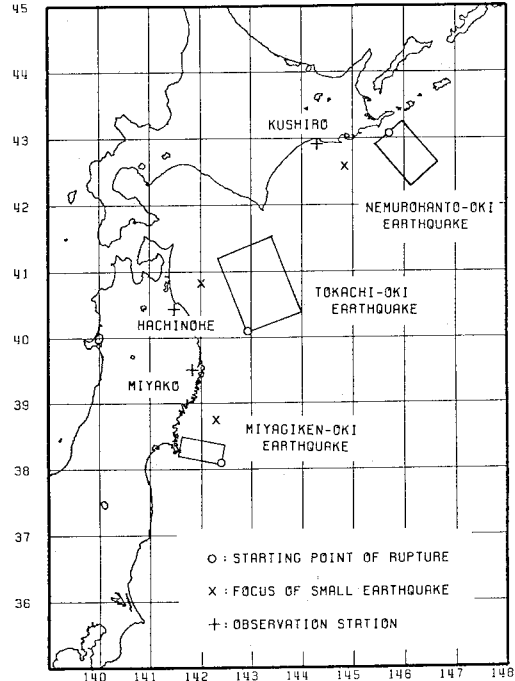 45
44
43
42
41
40
39
38
37
36
KUSHIRO
NEMUROHANTO-OKI
EARTHQUAKE
TOKACHI-OKI
EARTHQUAKE
HACHINOHE
MIYAKO
MIYAGIKEN-OKI
EARTHQUAKE
O : STARTING POINT OF RUPTURE
X : FOCUS OF SMALL EARTHQUAKE
+ : OBSERVATION STATION
140 141 142 143 144 145 146 147 148